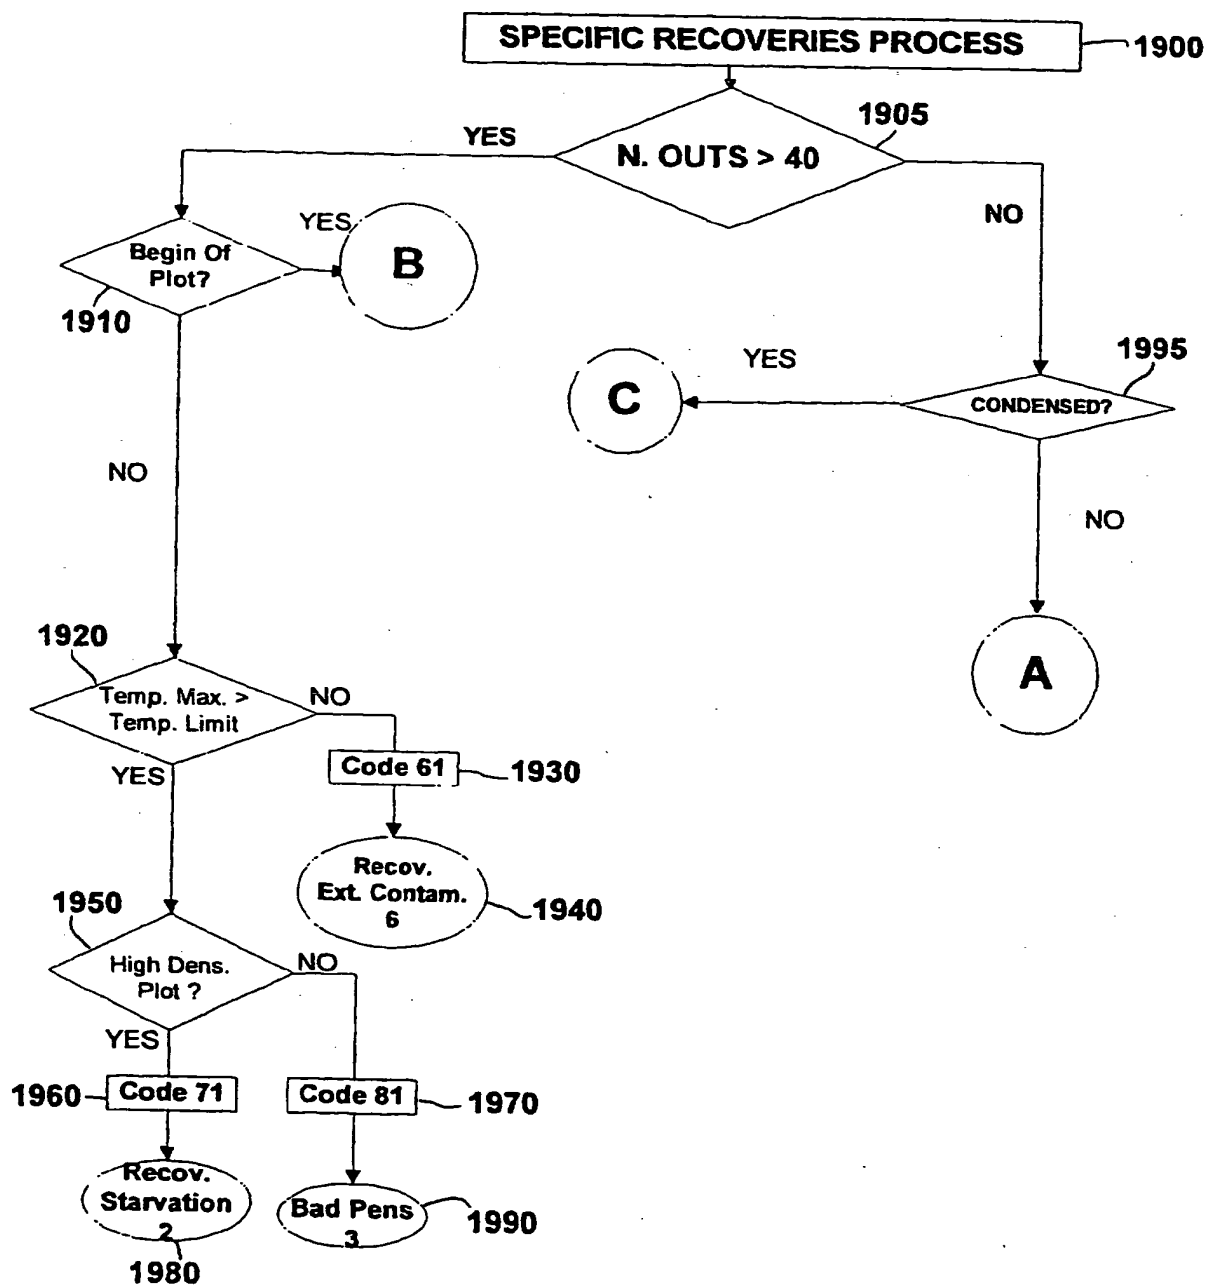 SPECIFIC RECOVERIES PROCESS
1900
1905
YES
N. OUTS > 40
NO
YES
Begin Of
Plot?
B
1910
1995
YES
C
CONDENSED?
NO
NO
A
1920
Temp. Max. >
Temp. Limit
NO
YES
Code 61
1930
Recov.
Ext. Contam.
6
1940
1950
High Dens.
Plot ?
NO
YES
1960
Code 71
Code 81
1970
Recov.
Starvation
2
Bad Pens
3
1990
1980